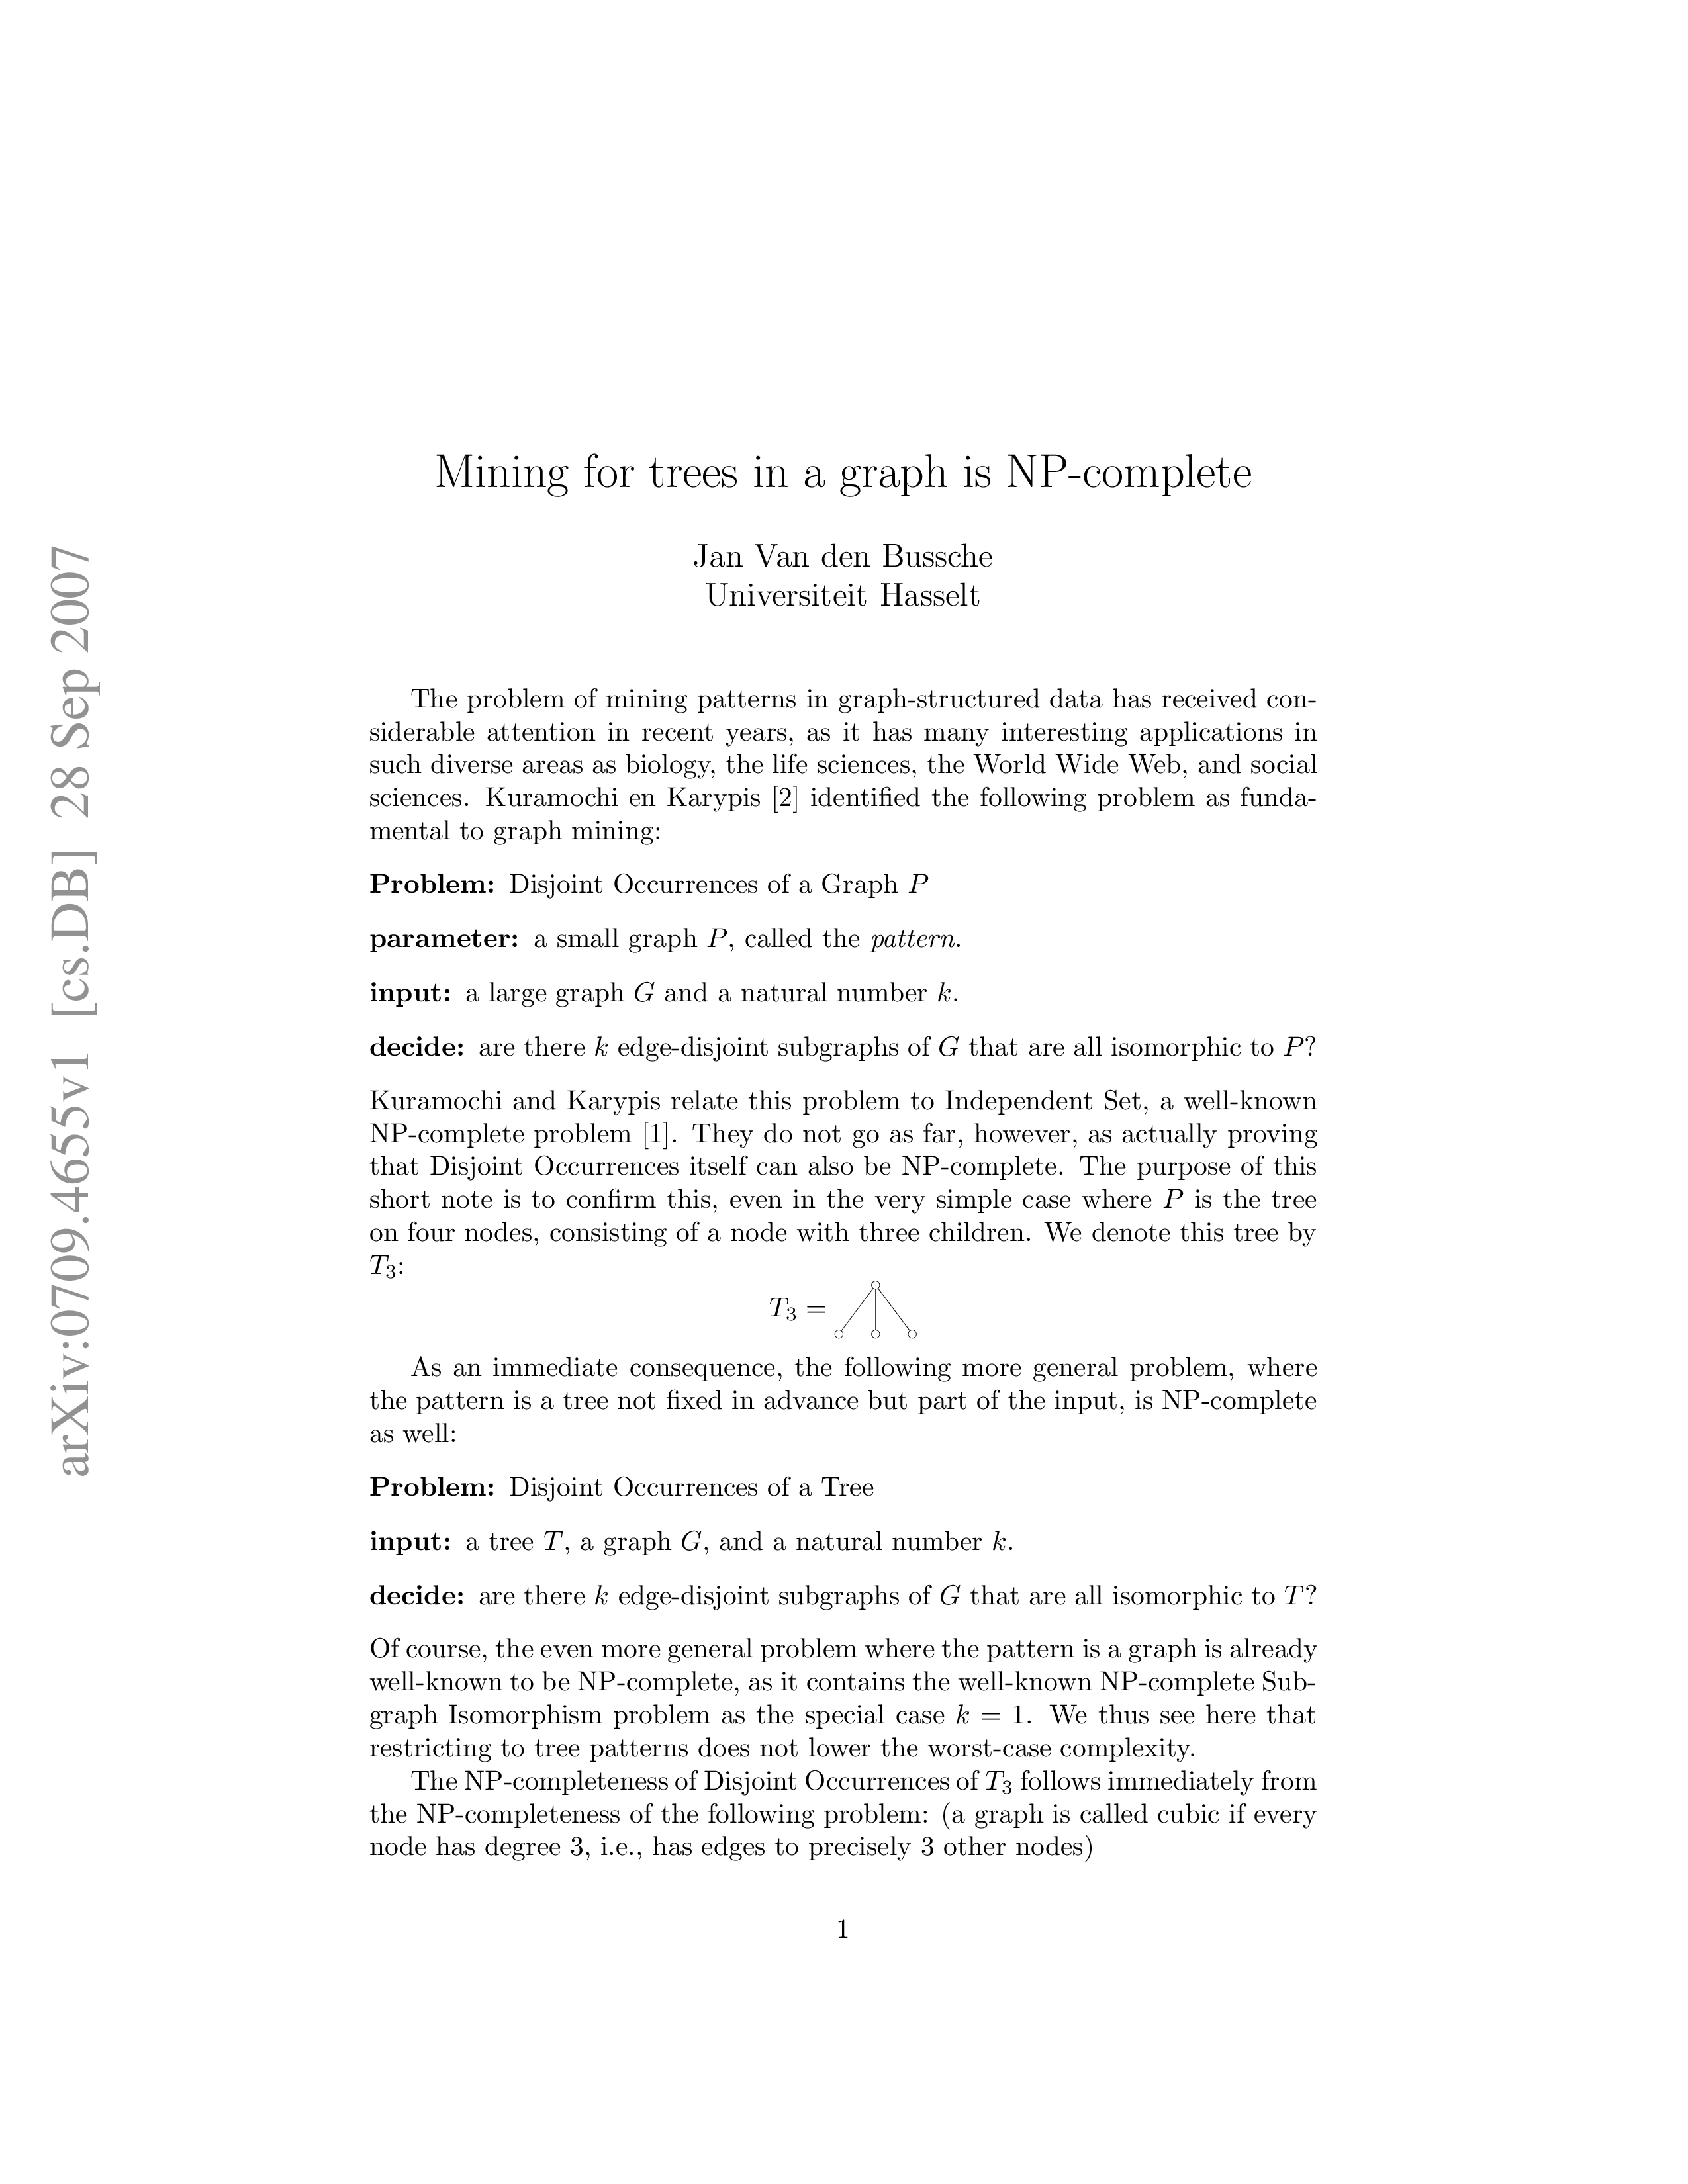 arXiv:0709.4655v1 [cs.DB] 28 Sep 2007
Mining for trees in a graph is NP-complete
Jan Van den Bussche
Universiteit Hasselt
The problem of mining patterns in graph-structured data has received con-
siderable attention in recent years, as it has many interesting applications in
such diverse areas as biology, the life sciences, the World Wide Web, and social
sciences. Kuramochi en Karypis [2] identified the following problem as funda-
mental to graph mining:
Problem: Disjoint Occurrences of a Graph P
parameter: a small graph P, called the pattern.
input: a large graph G and a natural number k.
decide: are there k edge-disjoint subgraphs of G that are all isomorphic to P?
Kuramochi and Karypis relate this problem to Independent Set, a well-known
NP-complete problem [1]. They do not go as far, however, as actually proving
that Disjoint Occurrences itself can also be NP-complete. The purpose of this
short note is to confirm this, even in the very simple case where P is the tree
on four nodes, consisting of a node with three children. We denote this tree by
T₃:
T₃ =
As an immediate consequence, the following more general problem, where
the pattern is a tree not fixed in advance but part of the input, is NP-complete
as well:
Problem: Disjoint Occurrences of a Tree
input: a tree T, a graph G, and a natural number k.
decide: are there k edge-disjoint subgraphs of G that are all isomorphic to T?
Of course, the even more general problem where the pattern is a graph is already
well-known to be NP-complete, as it contains the well-known NP-complete Sub-
graph Isomorphism problem as the special case k = 1. We thus see here that
restricting to tree patterns does not lower the worst-case complexity.
The NP-completeness of Disjoint Occurrences of T₃ follows immediately from
the NP-completeness of the following problem: (a graph is called cubic if every
node has degree 3, i.e., has edges to precisely 3 other nodes)
1